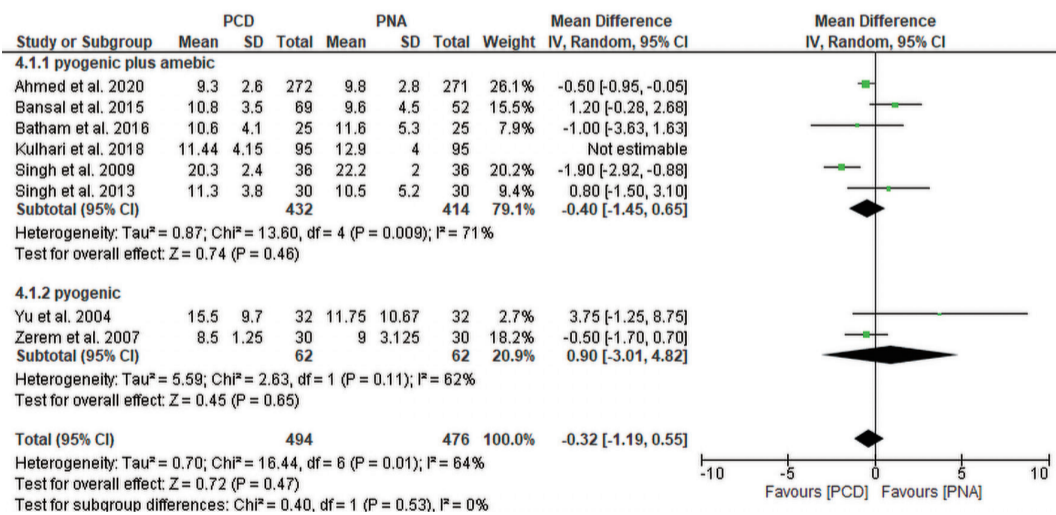 PCD PNA Mean Difference Mean Difference
Study or Subgroup Mean SD Total Mean SD Total Weight IV, Random, 95% CI IV, Random, 95% CI
4.1.1 pyogenic plus amebic
Ahmed et al. 2020 9.3 2.6 272 9.8 2.8 271 26.1% -0.50 [-0.95, -0.05]
Bansal et al. 2015 10.8 3.5 69 9.6 4.5 52 15.5% 1.20 [-0.28, 2.68]
Batham et al. 2016 10.6 4.1 25 11.6 5.3 25 7.9% -1.00 [-3.63, 1.63]
Kulhari et al. 2018 11.44 4.15 95 12.9 4 95 Not estimable
Singh et al. 2009 20.3 2.4 36 22.2 2 36 20.2% -1.90 [-2.92, -0.88]
Singh et al. 2013 11.3 3.8 30 10.5 5.2 30 9.4% 0.80 [-1.50, 3.10]
Subtotal (95% CI) 432 414 79.1% -0.40 [-1.45, 0.65]
Heterogeneity: Tau² = 0.87; Chi² = 13.60, df = 4 (P = 0.009); I² = 71%
Test for overall effect: Z = 0.74 (P = 0.46)
4.1.2 pyogenic
Yu et al. 2004 15.5 9.7 32 11.75 10.67 32 2.7% 3.75 [-1.25, 8.75]
Zerem et al. 2007 8.5 1.25 30 9 3.125 30 18.2% -0.50 [-1.70, 0.70]
Subtotal (95% CI) 62 62 20.9% 0.90 [-3.01, 4.82]
Heterogeneity: Tau² = 5.59; Chi² = 2.63, df = 1 (P = 0.11); I² = 62%
Test for overall effect: Z = 0.45 (P = 0.65)
Total (95% CI) 494 476 100.0% -0.32 [-1.19, 0.55]
Heterogeneity: Tau² = 0.70; Chi² = 16.44, df = 6 (P = 0.01); I² = 64%
Test for overall effect: Z = 0.72 (P = 0.47)
Test for subgroup differences: Chi² = 0.40, df = 1 (P = 0.53), I² = 0%
-10 -5 0 5 10
Favours [PCD] Favours [PNA]